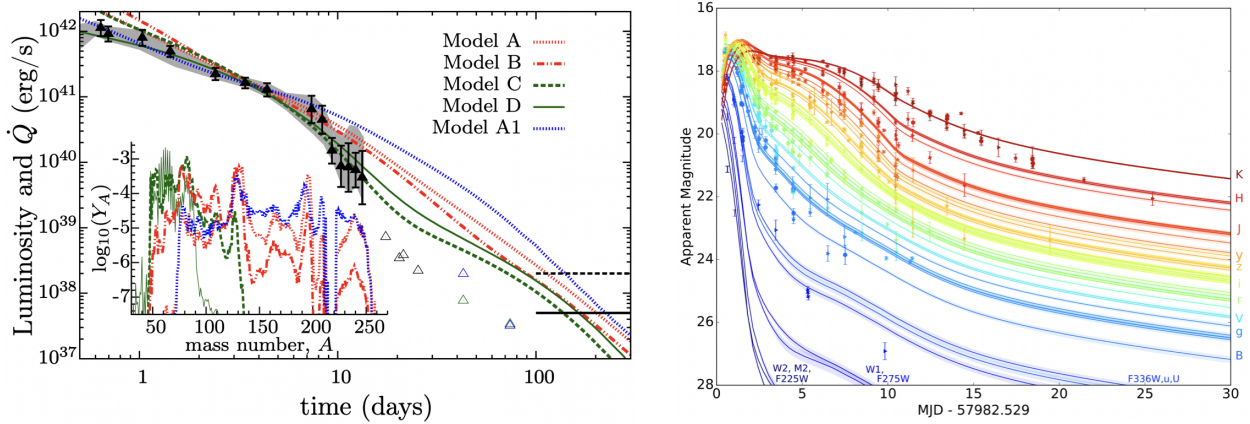 10^42
10^41
10^40
10^39
10^38
10^37
Luminosity and Q̇ (erg/s)
Model A
Model B
Model C
Model D
Model A1
-3
-4
-5
-6
-7
log10(Y_A)
50 100 150 200 250
mass number, A
1 10 100
time (days)
16
18
20
22
24
26
28
Apparent Magnitude
K
H
J
y
z
i
r
V
g
B
W2, M2,
F225W
W1,
F275W
F336W,u,U
0 5 10 15 20 25 30
MJD - 57982.529